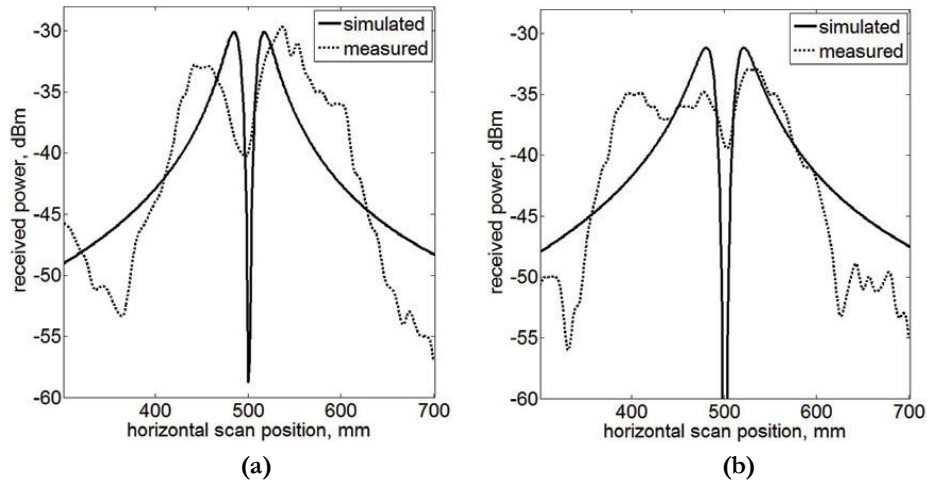 simulated
measured
-30
-35
-40
-45
-50
-55
-60
400
500
600
700
received power, dBm
horizontal scan position, mm
(a)
simulated
measured
-30
-35
-40
-45
-50
-55
-60
400
500
600
700
received power, dBm
horizontal scan position, mm
(b)